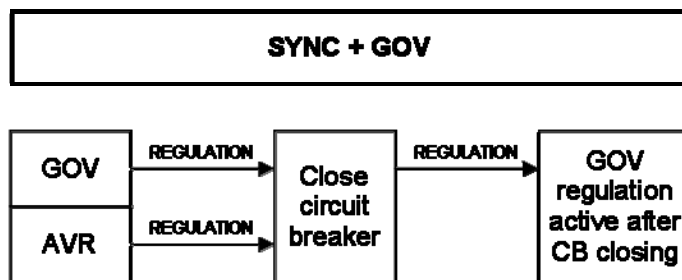 SYNC + GOV
GOV
REGULATION
AVR
REGULATION
Close
circuit
breaker
REGULATION
GOV
regulation
active after
CB closing